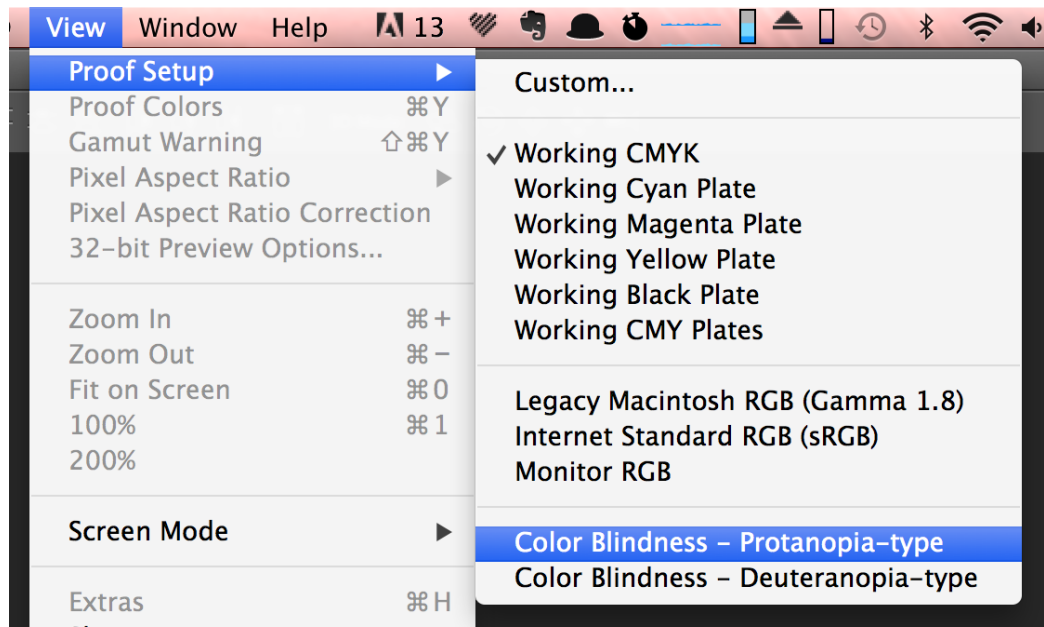 View Window Help 13
Proof Setup
Proof Colors ⌘Y
Gamut Warning ⇧⌘Y
Pixel Aspect Ratio
Pixel Aspect Ratio Correction
32-bit Preview Options...
Zoom In ⌘+
Zoom Out ⌘−
Fit on Screen ⌘0
100% ⌘1
200%
Screen Mode
Extras ⌘H
Custom...
Working CMYK
Working Cyan Plate
Working Magenta Plate
Working Yellow Plate
Working Black Plate
Working CMY Plates
Legacy Macintosh RGB (Gamma 1.8)
Internet Standard RGB (sRGB)
Monitor RGB
Color Blindness – Protanopia-type
Color Blindness – Deuteranopia-type